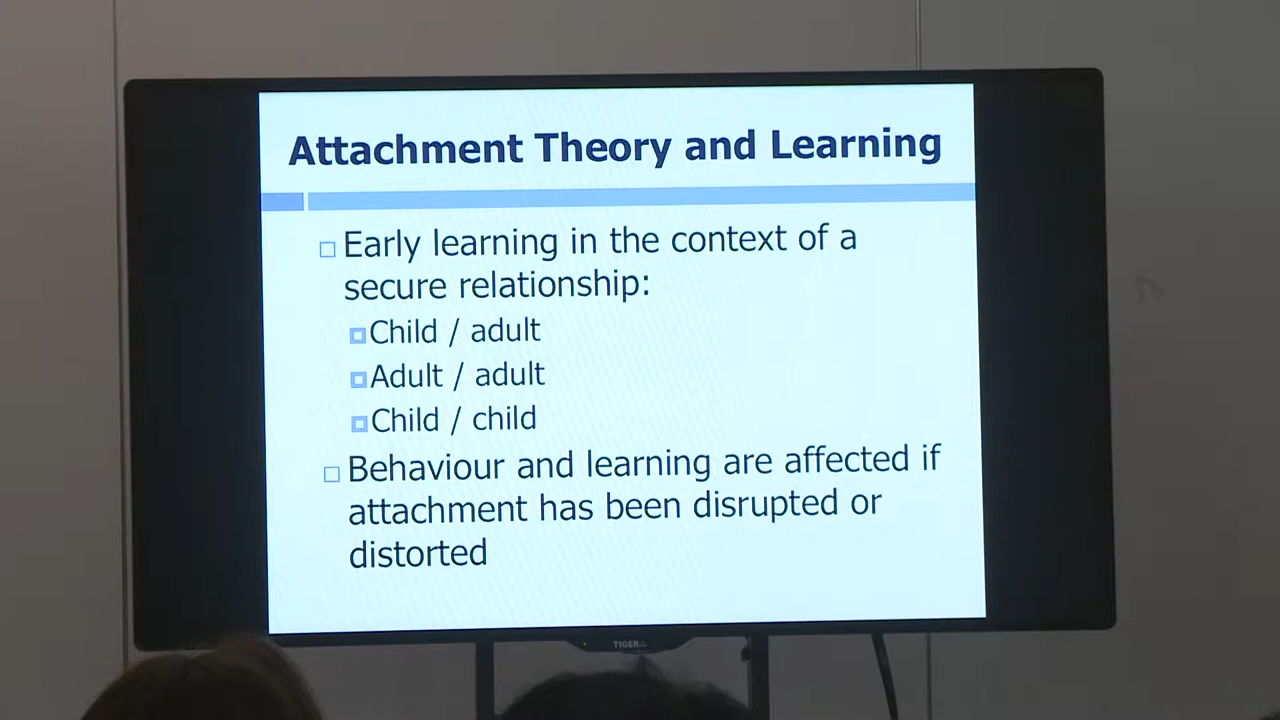 Attachment Theory and Learning
Early learning in the context of a
secure relationship:
Child / adult
Adult / adult
Child / child
Behaviour and learning are affected if
attachment has been disrupted or
distorted
TIGER